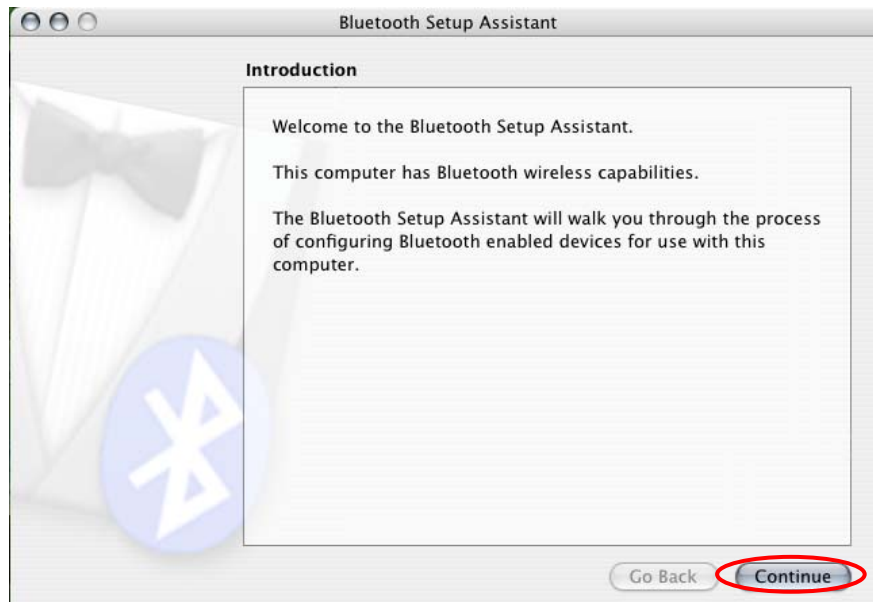 Bluetooth Setup Assistant
Introduction
Welcome to the Bluetooth Setup Assistant.
This computer has Bluetooth wireless capabilities.
The Bluetooth Setup Assistant will walk you through the process
of configuring Bluetooth enabled devices for use with this
computer.
Go Back
Continue